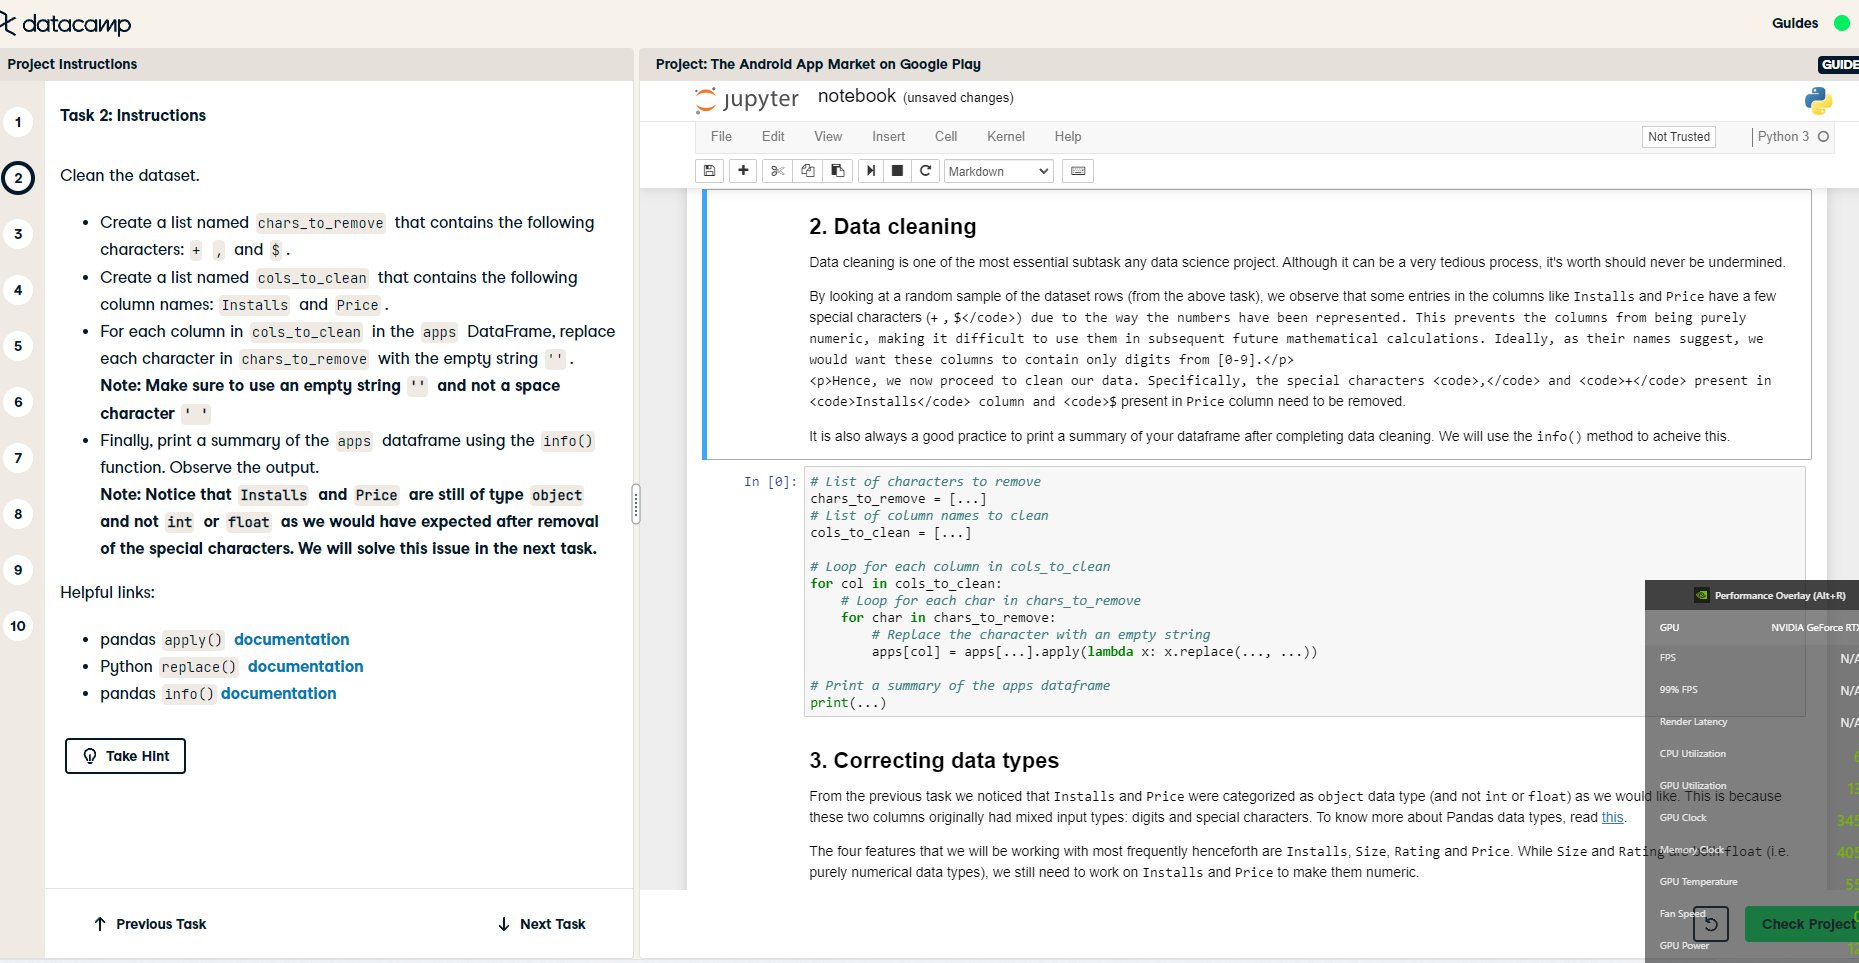 datacamp
Guides
Project Instructions
Project: The Android App Market on Google Play
GUIDE
1
2
3
4
5
6
7
8
9
10
Task 2: Instructions
Clean the dataset.
• Create a list named chars_to_remove that contains the following
characters: + , and $ .
• Create a list named cols_to_clean that contains the following
column names: Installs and Price .
• For each column in cols_to_clean in the apps DataFrame, replace
each character in chars_to_remove with the empty string '' .
Note: Make sure to use an empty string '' and not a space
character ' '
• Finally, print a summary of the apps dataframe using the info()
function. Observe the output.
Note: Notice that Installs and Price are still of type object
and not int or float as we would have expected after removal
of the special characters. We will solve this issue in the next task.
Helpful links:
• pandas apply() documentation
• Python replace() documentation
• pandas info() documentation
Take Hint
Previous Task
Next Task
jupyter notebook (unsaved changes)
File Edit View Insert Cell Kernel Help
Not Trusted
Python 3
Markdown
2. Data cleaning
Data cleaning is one of the most essential subtask any data science project. Although it can be a very tedious process, it's worth should never be undermined.
By looking at a random sample of the dataset rows (from the above task), we observe that some entries in the columns like Installs and Price have a few
special characters (+ , $</code>) due to the way the numbers have been represented. This prevents the columns from being purely
numeric, making it difficult to use them in subsequent future mathematical calculations. Ideally, as their names suggest, we
would want these columns to contain only digits from [0-9].</p>
<p>Hence, we now proceed to clean our data. Specifically, the special characters <code>,</code> and <code>+</code> present in
<code>Installs</code> column and <code>$ present in Price column need to be removed.
It is also always a good practice to print a summary of your dataframe after completing data cleaning. We will use the info() method to acheive this.
In [0]:
# List of characters to remove
chars_to_remove = [...]
# List of column names to clean
cols_to_clean = [...]
# Loop for each column in cols_to_clean
for col in cols_to_clean:
# Loop for each char in chars_to_remove
for char in chars_to_remove:
# Replace the character with an empty string
apps[col] = apps[...].apply(lambda x: x.replace(..., ...))
# Print a summary of the apps dataframe
print(...)
3. Correcting data types
From the previous task we noticed that Installs and Price were categorized as object data type (and not int or float) as we would like. This is because
these two columns originally had mixed input types: digits and special characters. To know more about Pandas data types, read this.
The four features that we will be working with most frequently henceforth are Installs, Size, Rating and Price. While Size and Rating are both float (i.e.
purely numerical data types), we still need to work on Installs and Price to make them numeric.
Performance Overlay (Alt+R)
GPU NVIDIA GeForce RTX
FPS N/A
99% FPS N/A
Render Latency N/A
CPU Utilization
GPU Utilization
GPU Clock
Memory Clock
GPU Temperature
Fan Speed
GPU Power
Check Project